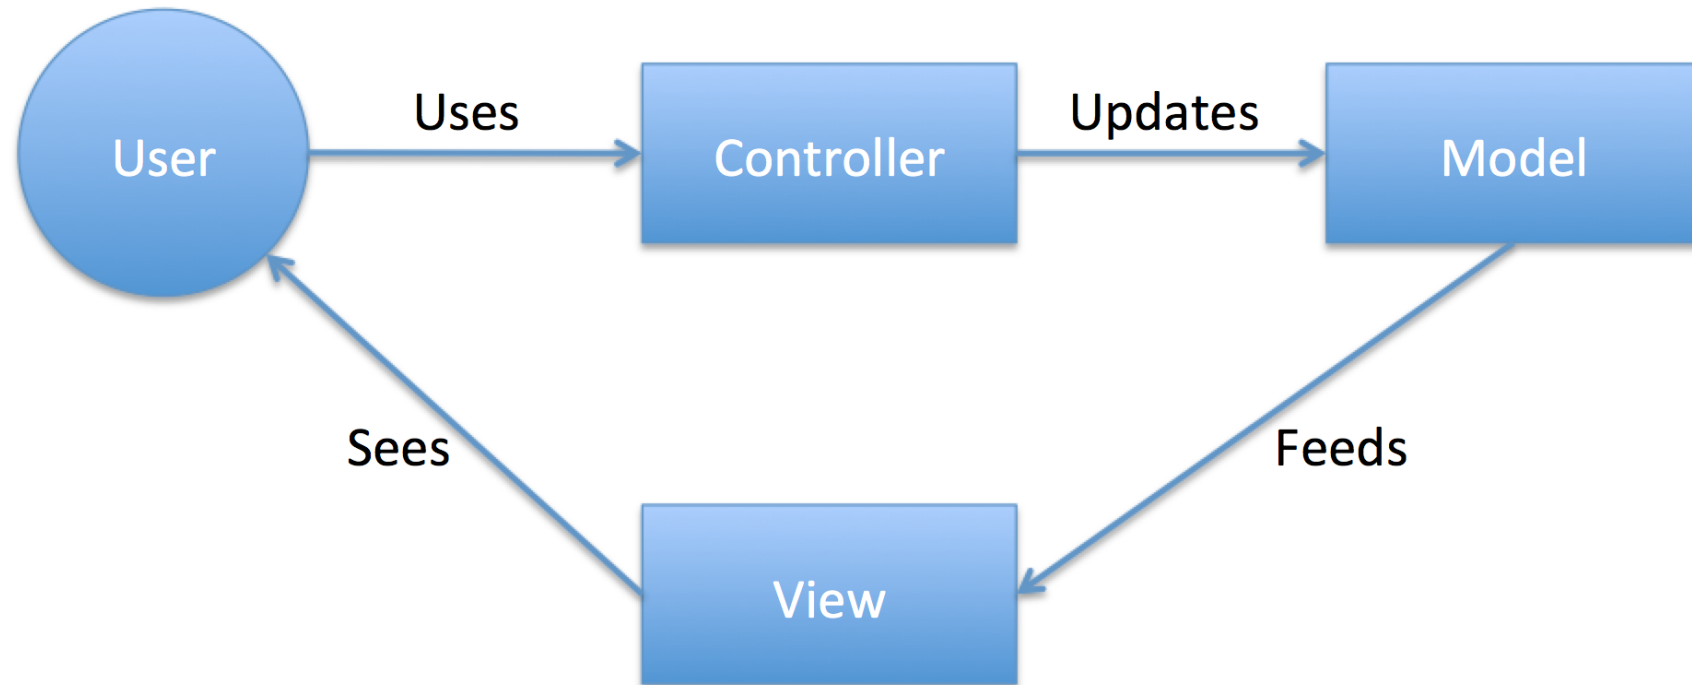 User
Uses
Controller
Updates
Model
Sees
Feeds
View